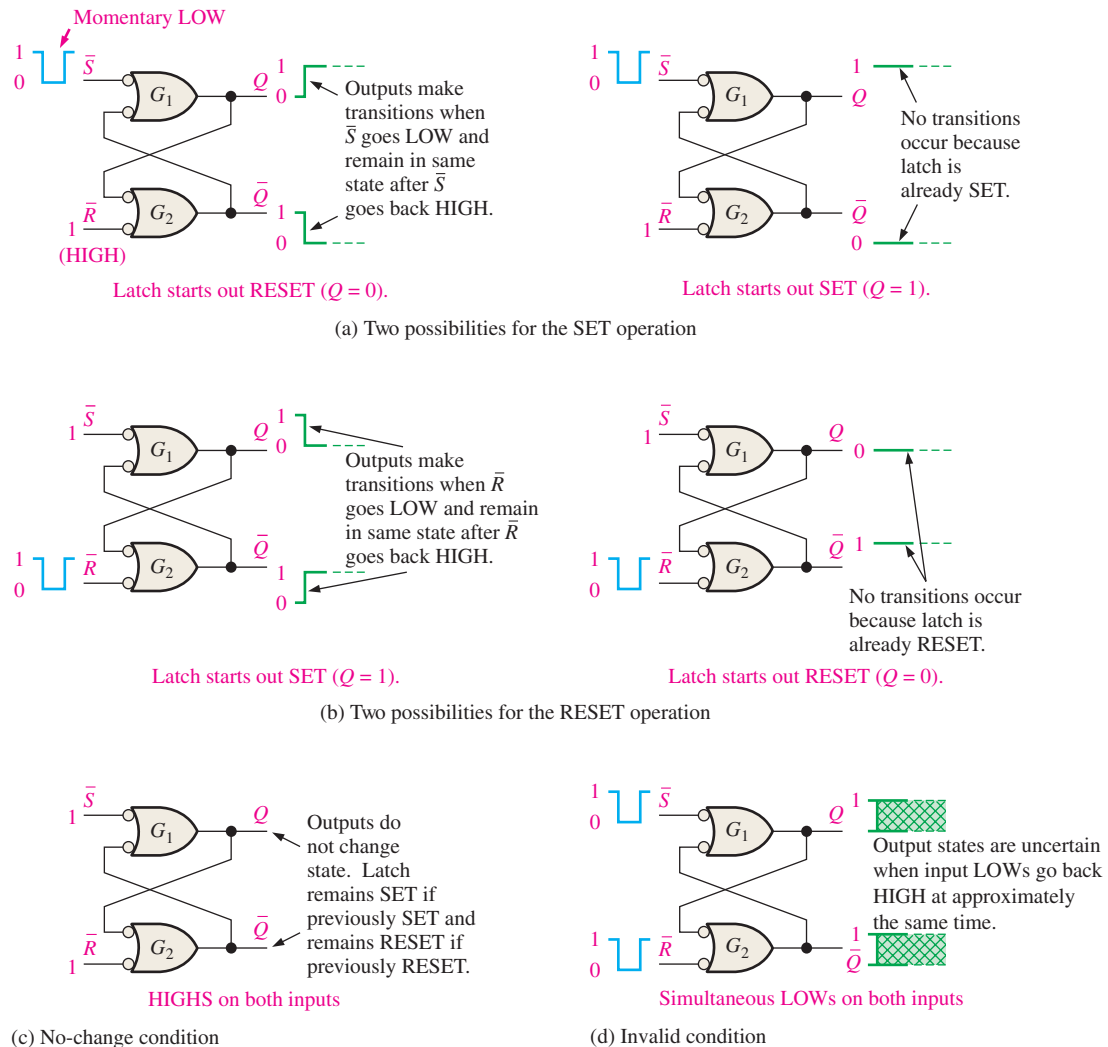 Momentary LOW
1
0
S̄
G₁
Q
1
0
Outputs make
transitions when
S̄ goes LOW and
remain in same
state after S̄
goes back HIGH.
R̄
1
(HIGH)
G₂
Q̄
1
0
Latch starts out RESET (Q = 0).
1
0
S̄
G₁
1
Q
No transitions
occur because
latch is
already SET.
R̄
1
G₂
Q̄
0
Latch starts out SET (Q = 1).
(a) Two possibilities for the SET operation
S̄
1
G₁
Q
1
0
Outputs make
transitions when R̄
goes LOW and remain
in same state after R̄
goes back HIGH.
1
0
R̄
G₂
Q̄
1
0
Latch starts out SET (Q = 1).
S̄
1
G₁
Q
0
1
0
R̄
G₂
Q̄
1
No transitions occur
because latch is
already RESET.
Latch starts out RESET (Q = 0).
(b) Two possibilities for the RESET operation
S̄
1
G₁
Q
Outputs do
not change
state. Latch
remains SET if
previously SET and
remains RESET if
previously RESET.
R̄
1
G₂
Q̄
HIGHS on both inputs
(c) No-change condition
1
0
S̄
G₁
Q
1
Output states are uncertain
when input LOWs go back
HIGH at approximately
the same time.
1
0
R̄
G₂
1
Q̄
Simultaneous LOWs on both inputs
(d) Invalid condition